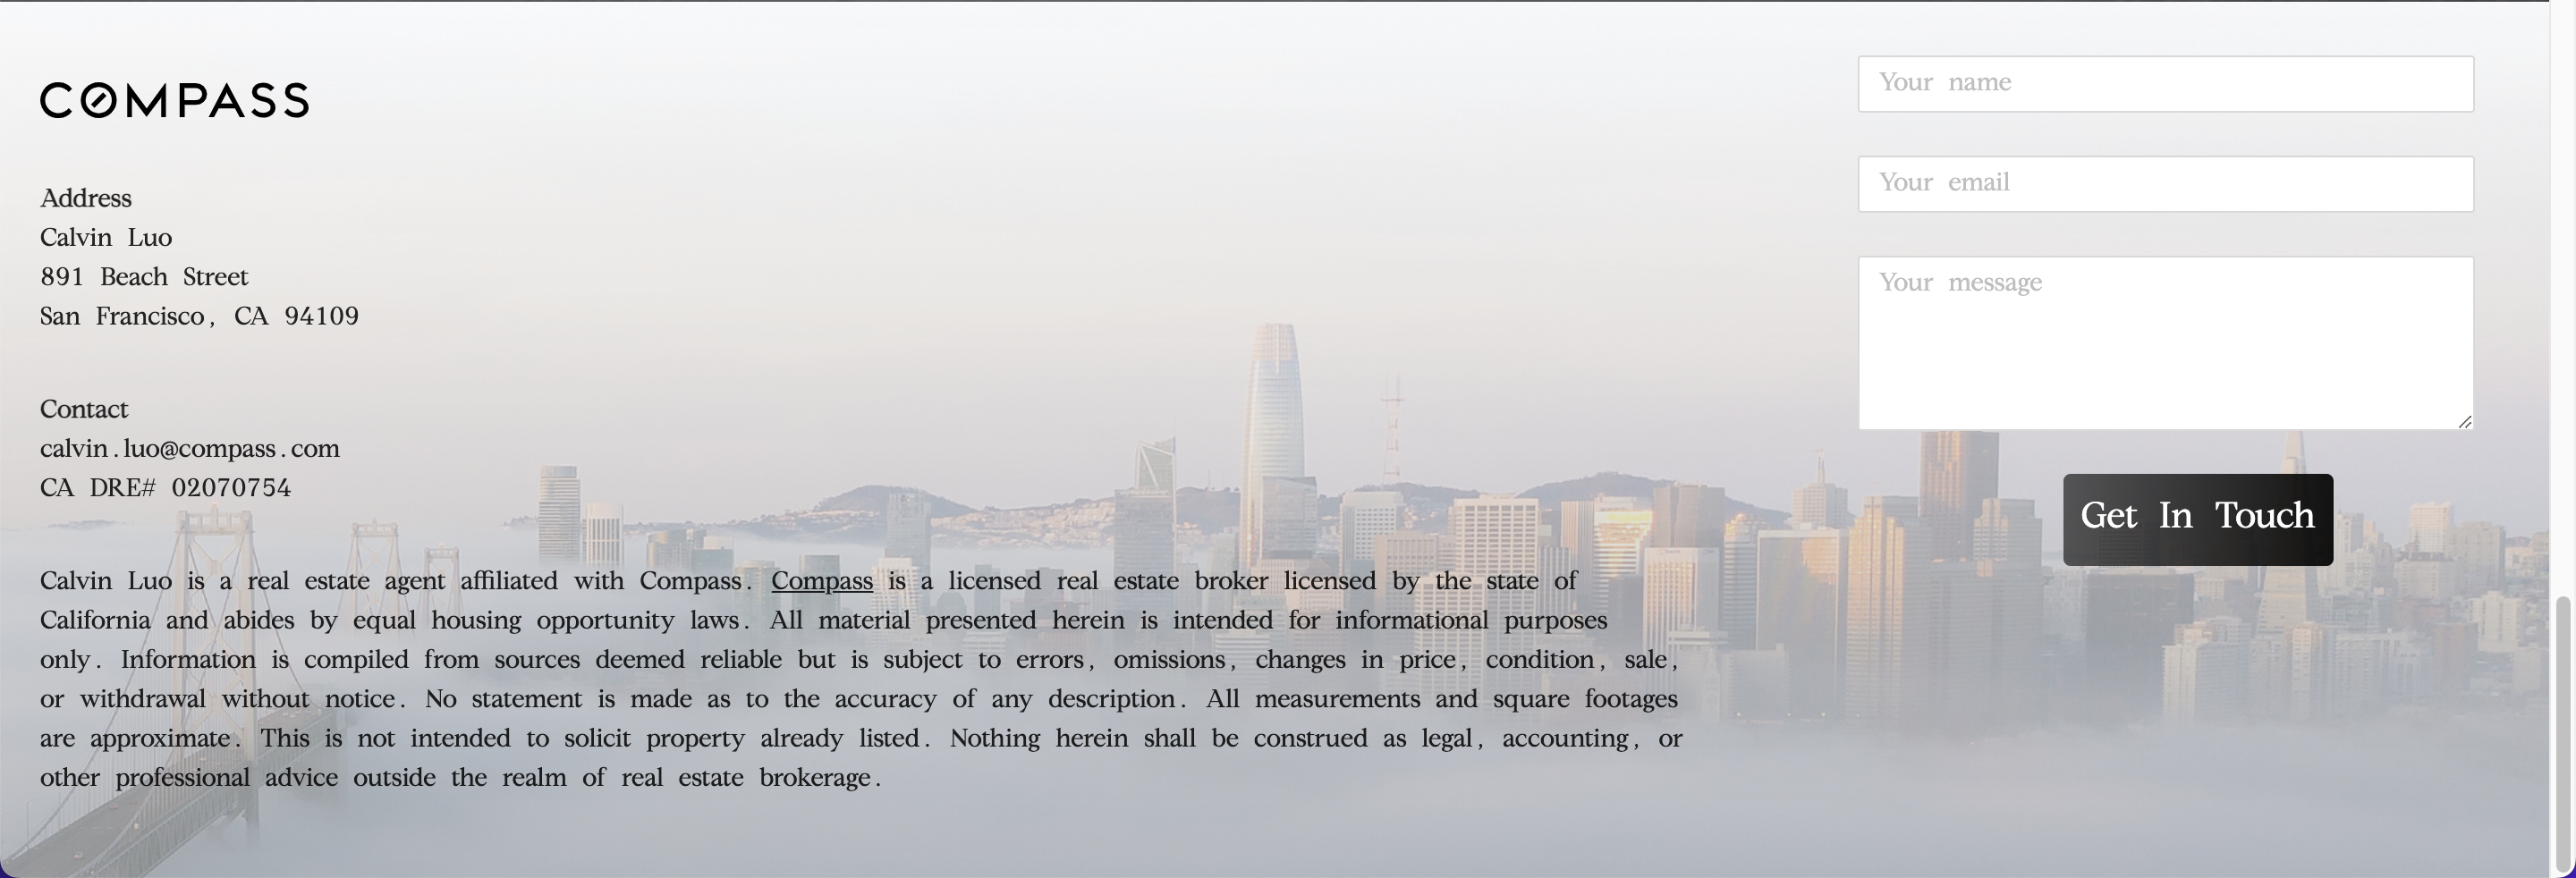 COMPASS
Address
Calvin Luo
891 Beach Street
San Francisco, CA 94109
Contact
calvin.luo@compass.com
CA DRE# 02070754
Calvin Luo is a real estate agent affiliated with Compass. Compass is a licensed real estate broker licensed by the state of
California and abides by equal housing opportunity laws. All material presented herein is intended for informational purposes
only. Information is compiled from sources deemed reliable but is subject to errors, omissions, changes in price, condition, sale,
or withdrawal without notice. No statement is made as to the accuracy of any description. All measurements and square footages
are approximate. This is not intended to solicit property already listed. Nothing herein shall be construed as legal, accounting, or
other professional advice outside the realm of real estate brokerage.
Your name
Your email
Your message
Get In Touch